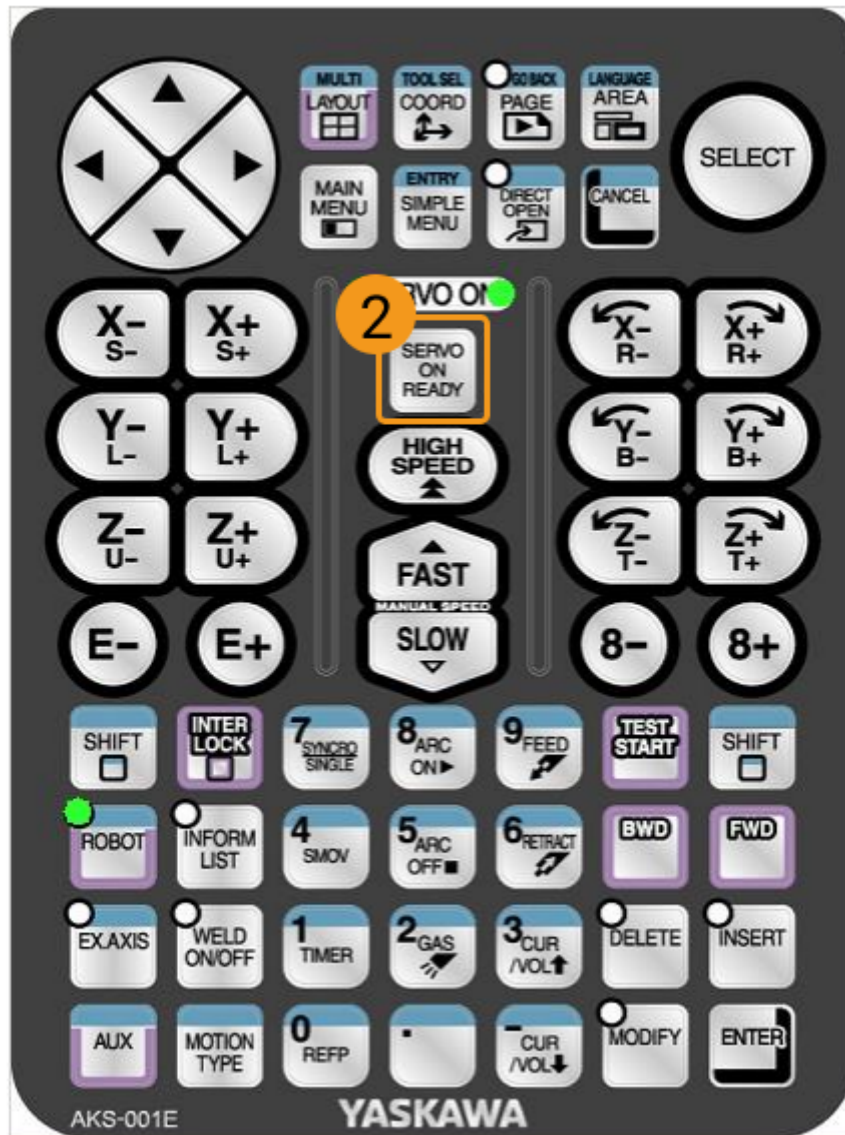 MULTI
LAYOUT
TOOL SEL
COORD
GO BACK
PAGE
LANGUAGE
AREA
SELECT
MAIN
MENU
ENTRY
SIMPLE
MENU
DIRECT
OPEN
CANCEL
2
SERVO
ON
READY
X-
S-
X+
S+
X-
R-
X+
R+
Y-
L-
Y+
L+
HIGH
SPEED
Y-
B-
Y+
B+
Z-
U-
Z+
U+
FAST
MANUAL SPEED
SLOW
Z-
T-
Z+
T+
E-
E+
8-
8+
SHIFT
INTER
LOCK
7
SYNCRO
SINGLE
8
ARC
ON▶
9
FEED
TEST
START
SHIFT
ROBOT
INFORM
LIST
4
SMOV
5
ARC
OFF■
6
RETRACT
BWD
FWD
EX.AXIS
WELD
ON/OFF
1
TIMER
2
GAS
3
CUR
/VOL⬆
DELETE
INSERT
AUX
MOTION
TYPE
0
REFP
.
-
CUR
/VOL⬇
MODIFY
ENTER
AKS-001E
YASKAWA